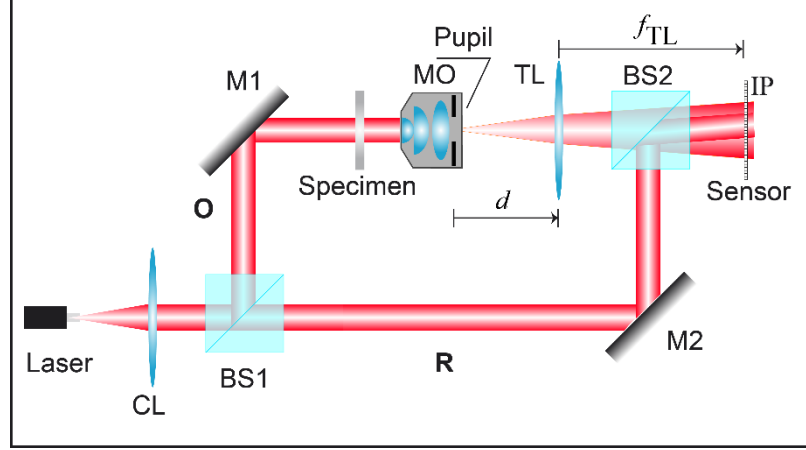 Pupil
f_TL
M1
MO
TL
BS2
IP
Specimen
Sensor
O
d
Laser
BS1
R
M2
CL